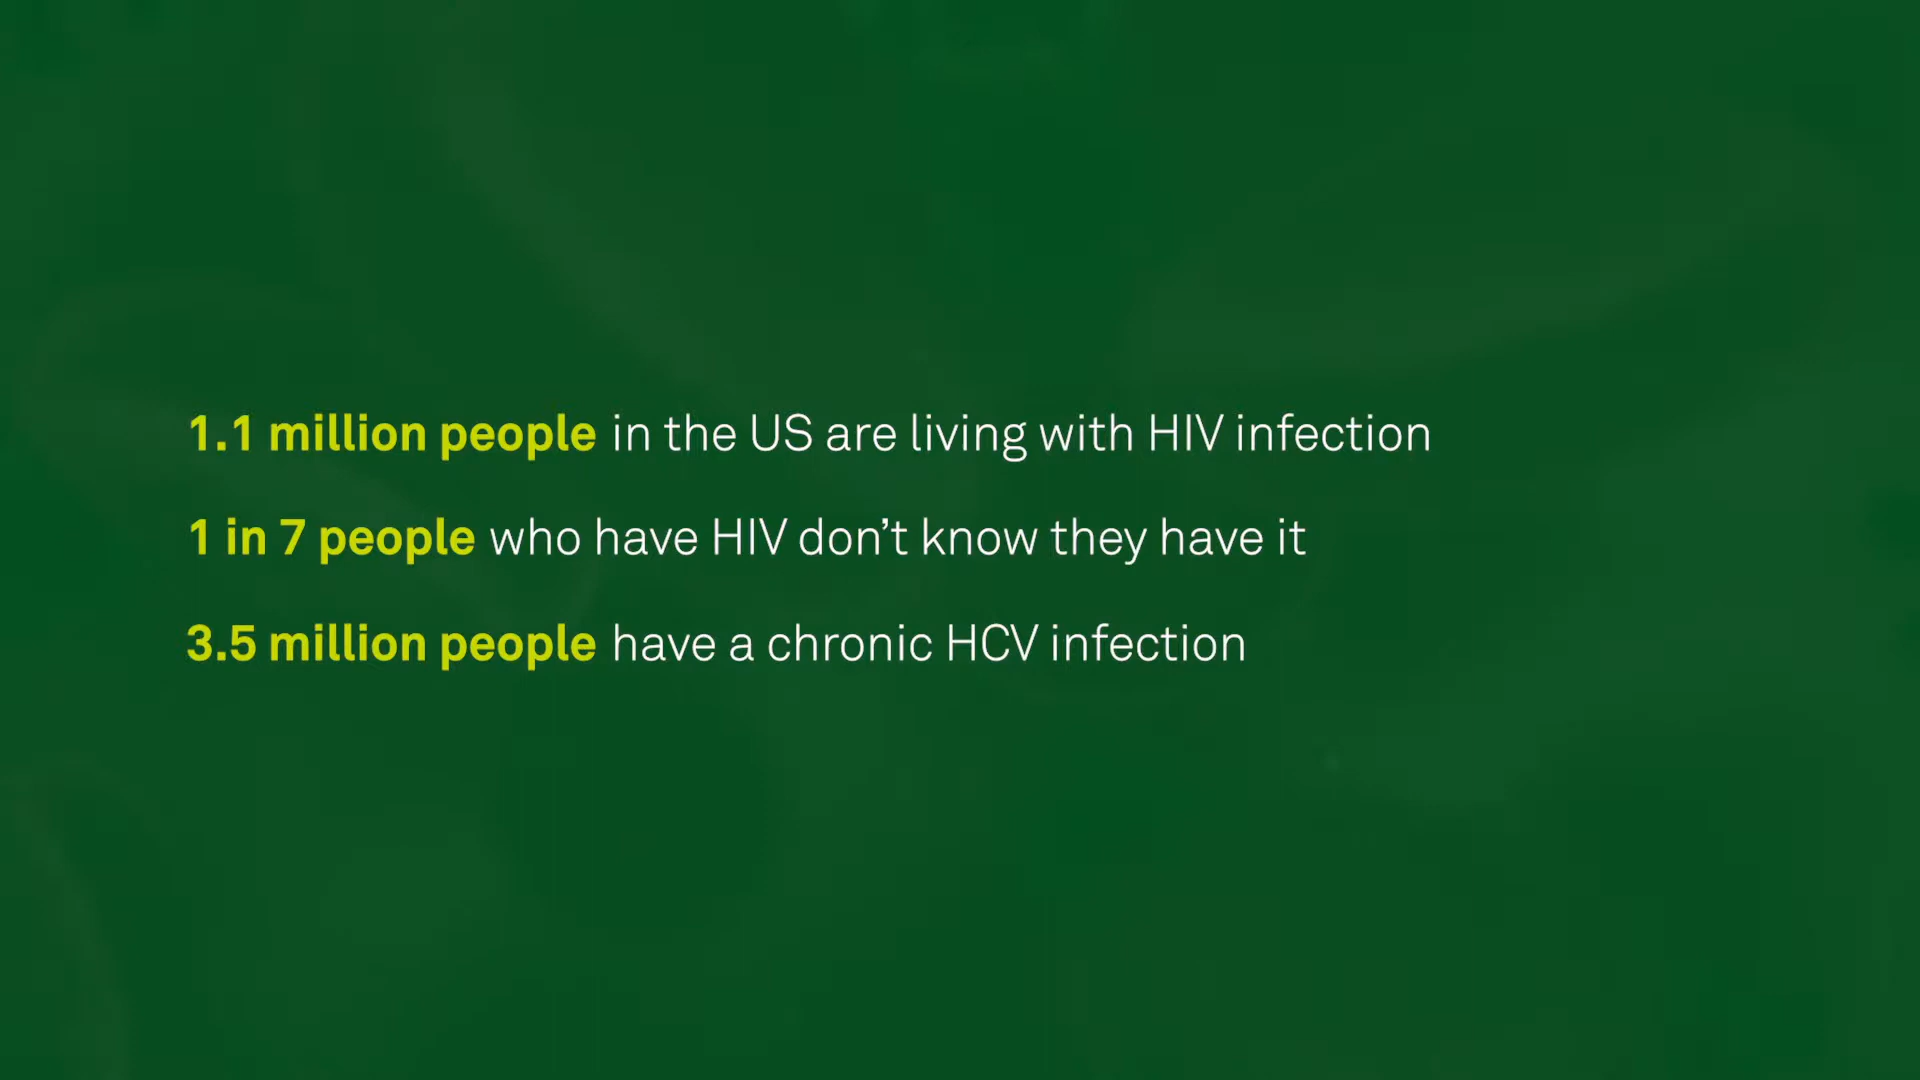 1.1 million people in the US are living with HIV infection
1 in 7 people who have HIV don’t know they have it
3.5 million people have a chronic HCV infection